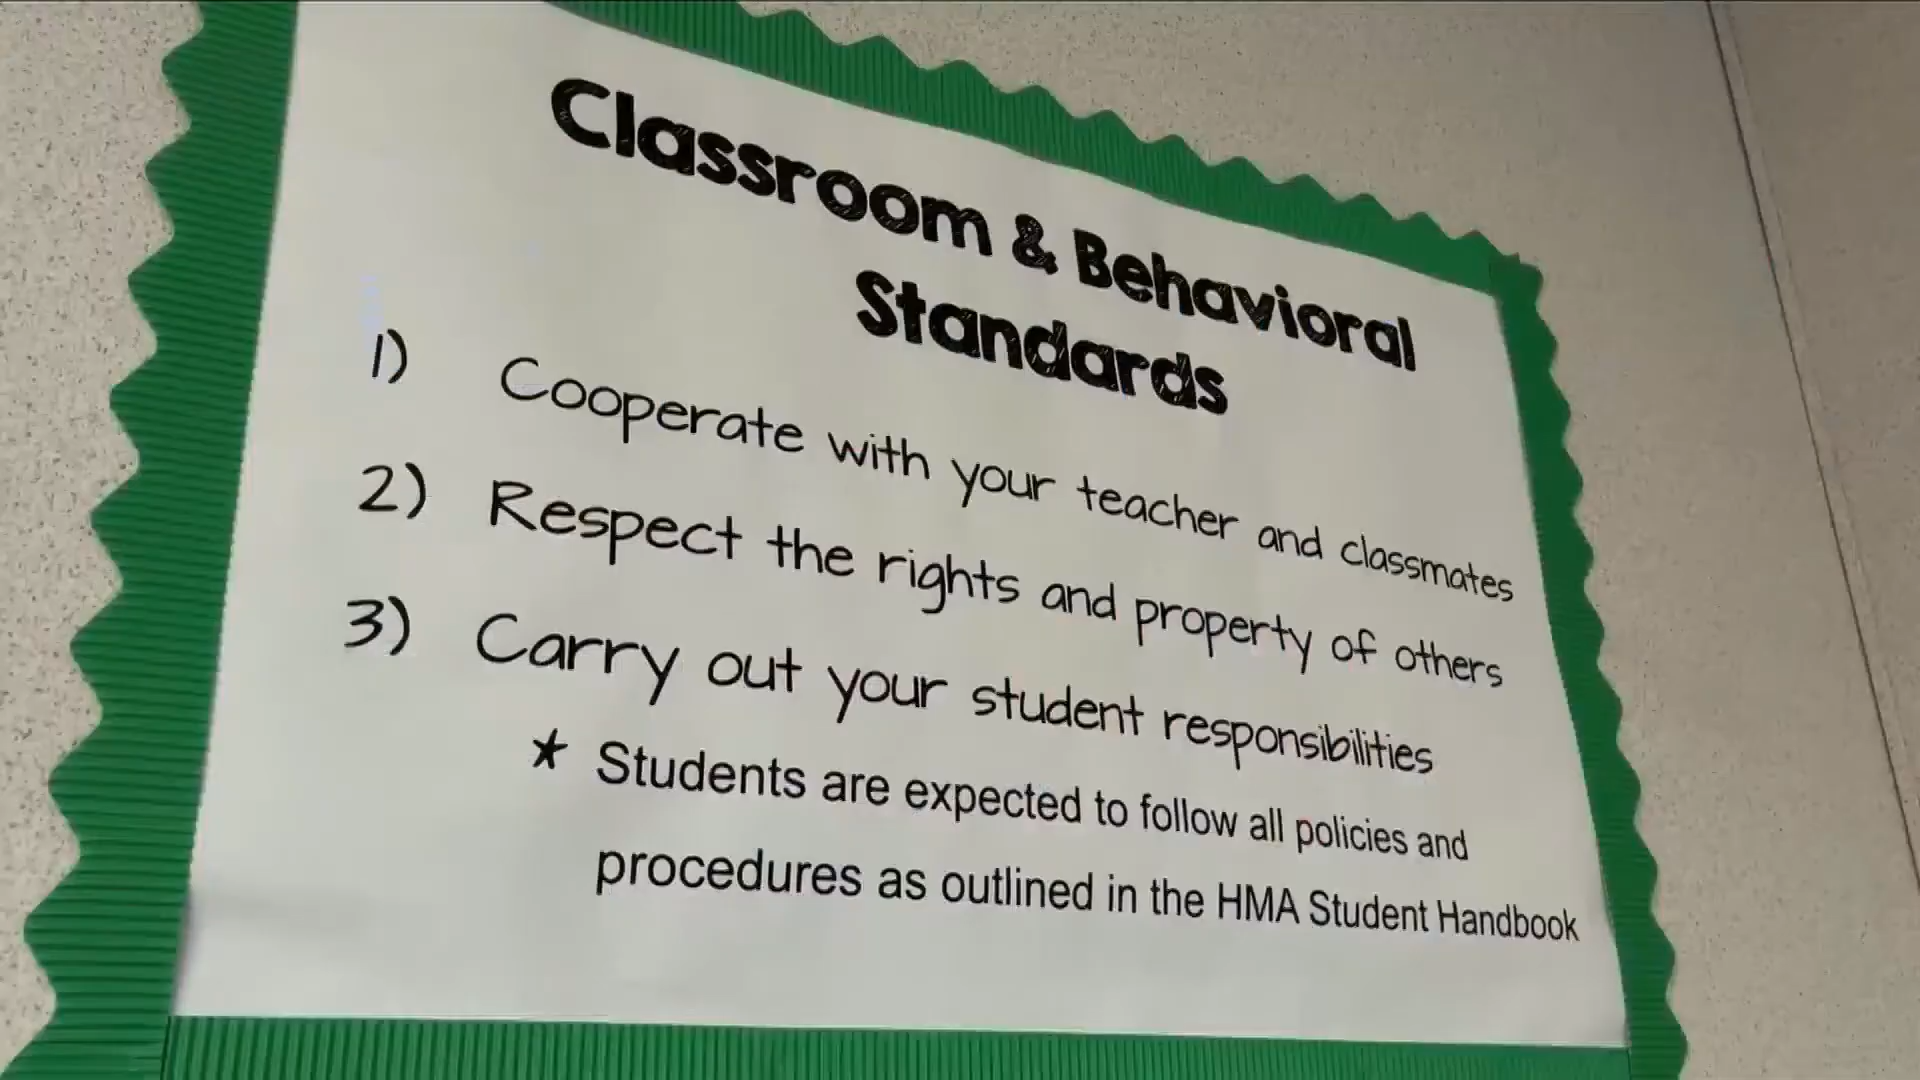 Classroom & Behavioral
Standards
1) Cooperate with your teacher and classmates
2) Respect the rights and property of others
3) Carry out your student responsibilities
* Students are expected to follow all policies and
procedures as outlined in the HMA Student Handbook